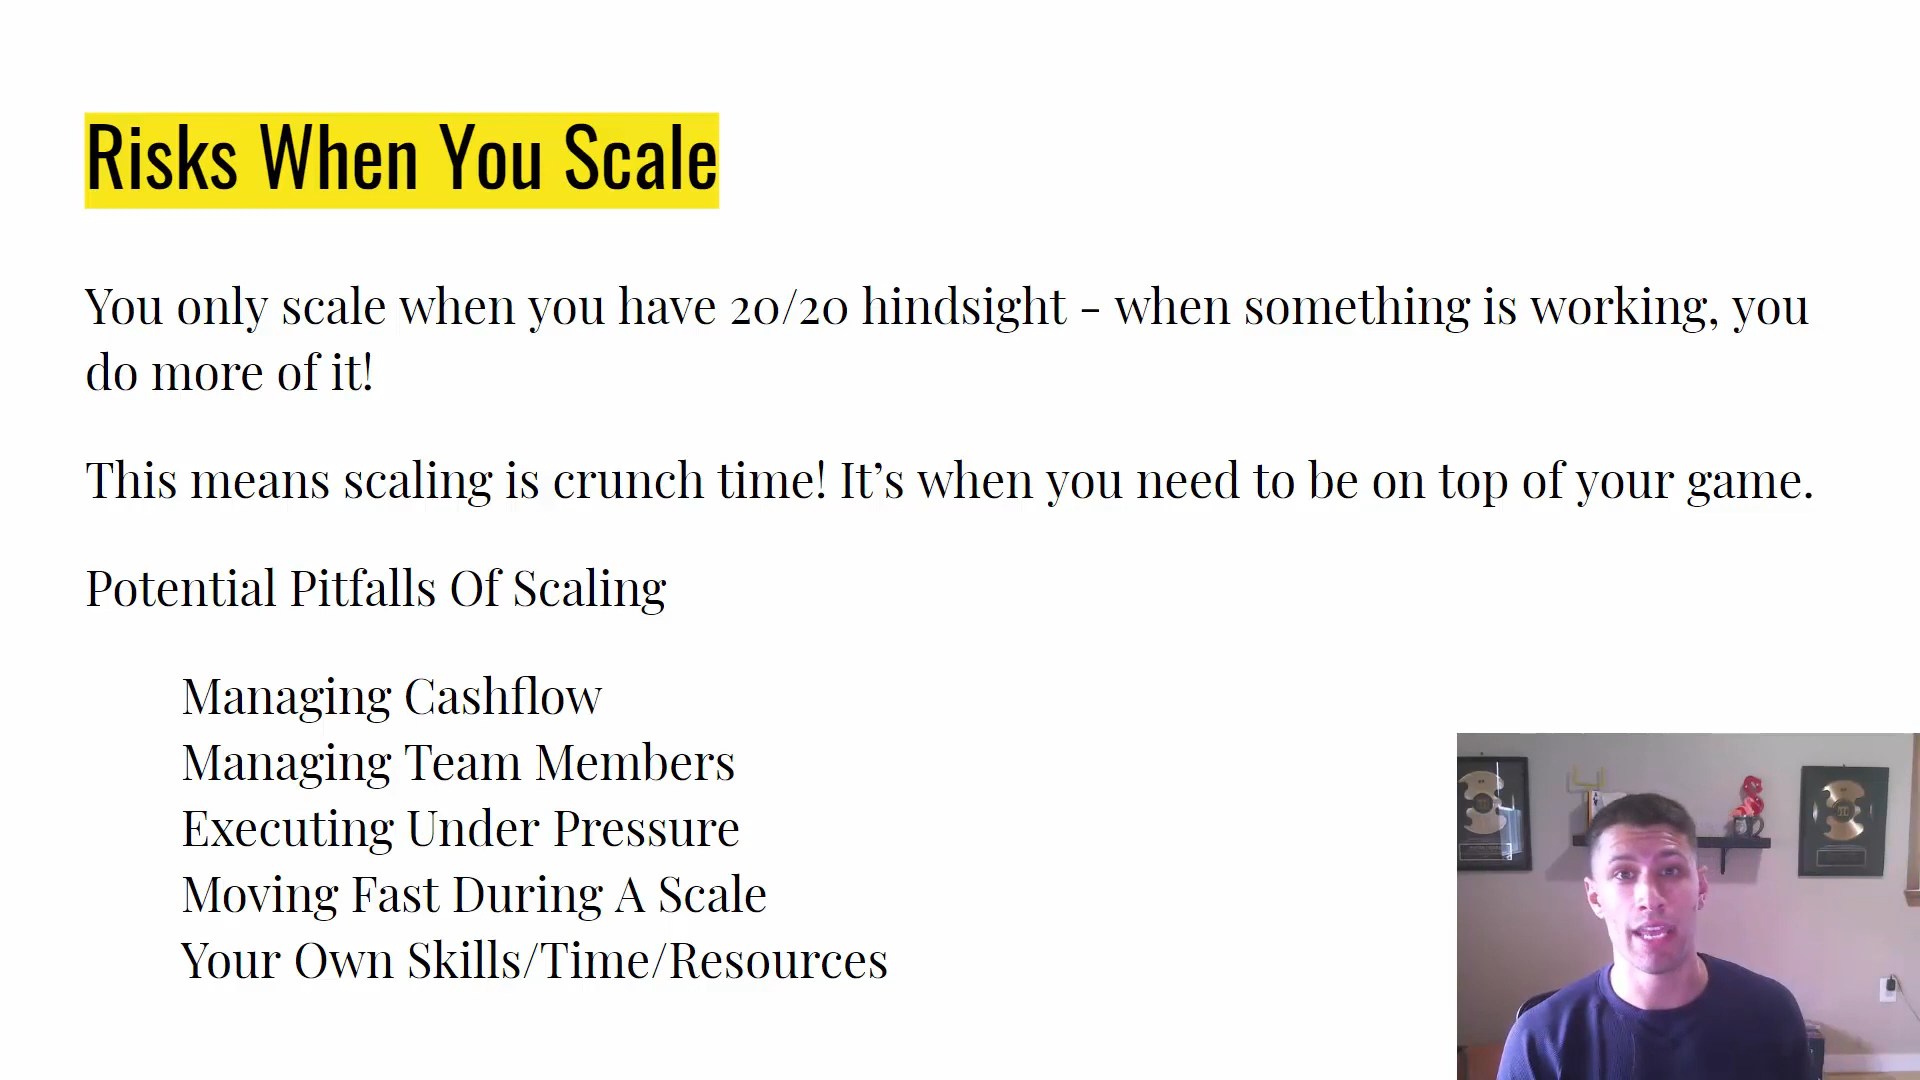 Risks When You Scale
You only scale when you have 20/20 hindsight - when something is working, you
do more of it!
This means scaling is crunch time! It’s when you need to be on top of your game.
Potential Pitfalls Of Scaling
Managing Cashflow
Managing Team Members
Executing Under Pressure
Moving Fast During A Scale
Your Own Skills/Time/Resources